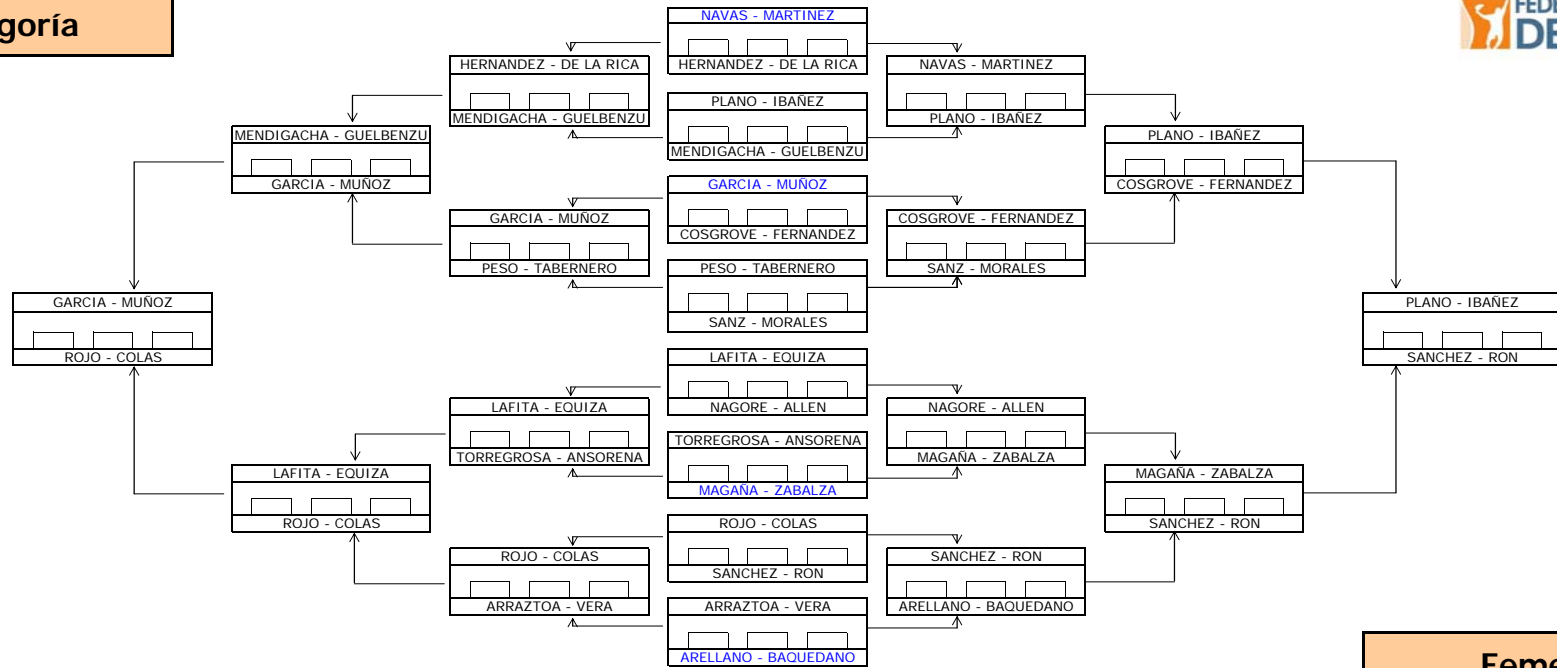 goría
FEDE
DE
NAVAS - MARTINEZ
HERNANDEZ - DE LA RICA
HERNANDEZ - DE LA RICA
NAVAS - MARTINEZ
PLANO - IBAÑEZ
MENDIGACHA - GUELBENZU
PLANO - IBAÑEZ
MENDIGACHA - GUELBENZU
PLANO - IBAÑEZ
MENDIGACHA - GUELBENZU
GARCIA - MUÑOZ
GARCIA - MUÑOZ
COSGROVE - FERNANDEZ
GARCIA - MUÑOZ
COSGROVE - FERNANDEZ
COSGROVE - FERNANDEZ
PESO - TABERNERO
PESO - TABERNERO
SANZ - MORALES
GARCIA - MUÑOZ
PLANO - IBAÑEZ
SANZ - MORALES
ROJO - COLAS
LAFITA - EQUIZA
SANCHEZ - RON
LAFITA - EQUIZA
NAGORE - ALLEN
NAGORE - ALLEN
TORREGROSA - ANSORENA
TORREGROSA - ANSORENA
MAGAÑA - ZABALZA
LAFITA - EQUIZA
MAGAÑA - ZABALZA
MAGAÑA - ZABALZA
ROJO - COLAS
ROJO - COLAS
SANCHEZ - RON
ROJO - COLAS
SANCHEZ - RON
SANCHEZ - RON
ARRAZTOA - VERA
ARRAZTOA - VERA
ARELLANO - BAQUEDANO
ARELLANO - BAQUEDANO
Feme